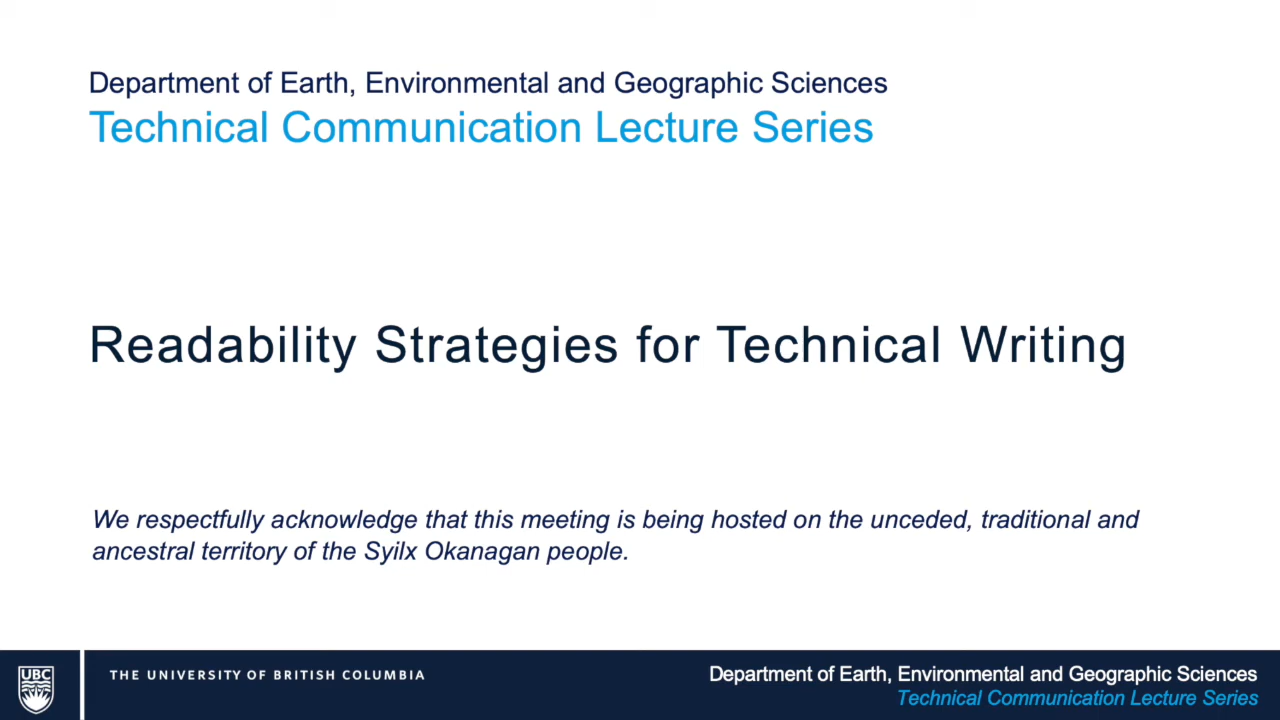 Department of Earth, Environmental and Geographic Sciences
Technical Communication Lecture Series
Readability Strategies for Technical Writing
We respectfully acknowledge that this meeting is being hosted on the unceded, traditional and
ancestral territory of the Syilx Okanagan people.
UBC
THE UNIVERSITY OF BRITISH COLUMBIA
Department of Earth, Environmental and Geographic Sciences
Technical Communication Lecture Series